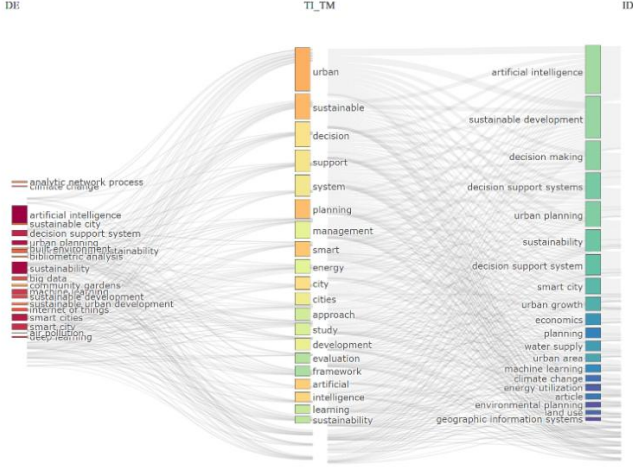 DE
TI_TM
ID
analytic network process
climate change
artificial intelligence
sustainable city
decision support system
urban planning
built environment
sustainability
bibliometric analysis
sustainability
big data
community gardens
machine learning
sustainable development
sustainable urban development
internet of things
smart cities
smart city
air pollution
deep learning
urban
sustainable
decision
support
system
planning
management
smart
energy
city
cities
approach
study
development
evaluation
framework
artificial
intelligence
learning
sustainability
artificial intelligence
sustainable development
decision making
decision support systems
urban planning
sustainability
decision support system
smart city
urban growth
economics
planning
water supply
urban area
machine learning
climate change
energy utilization
article
environmental planning
land use
geographic information systems